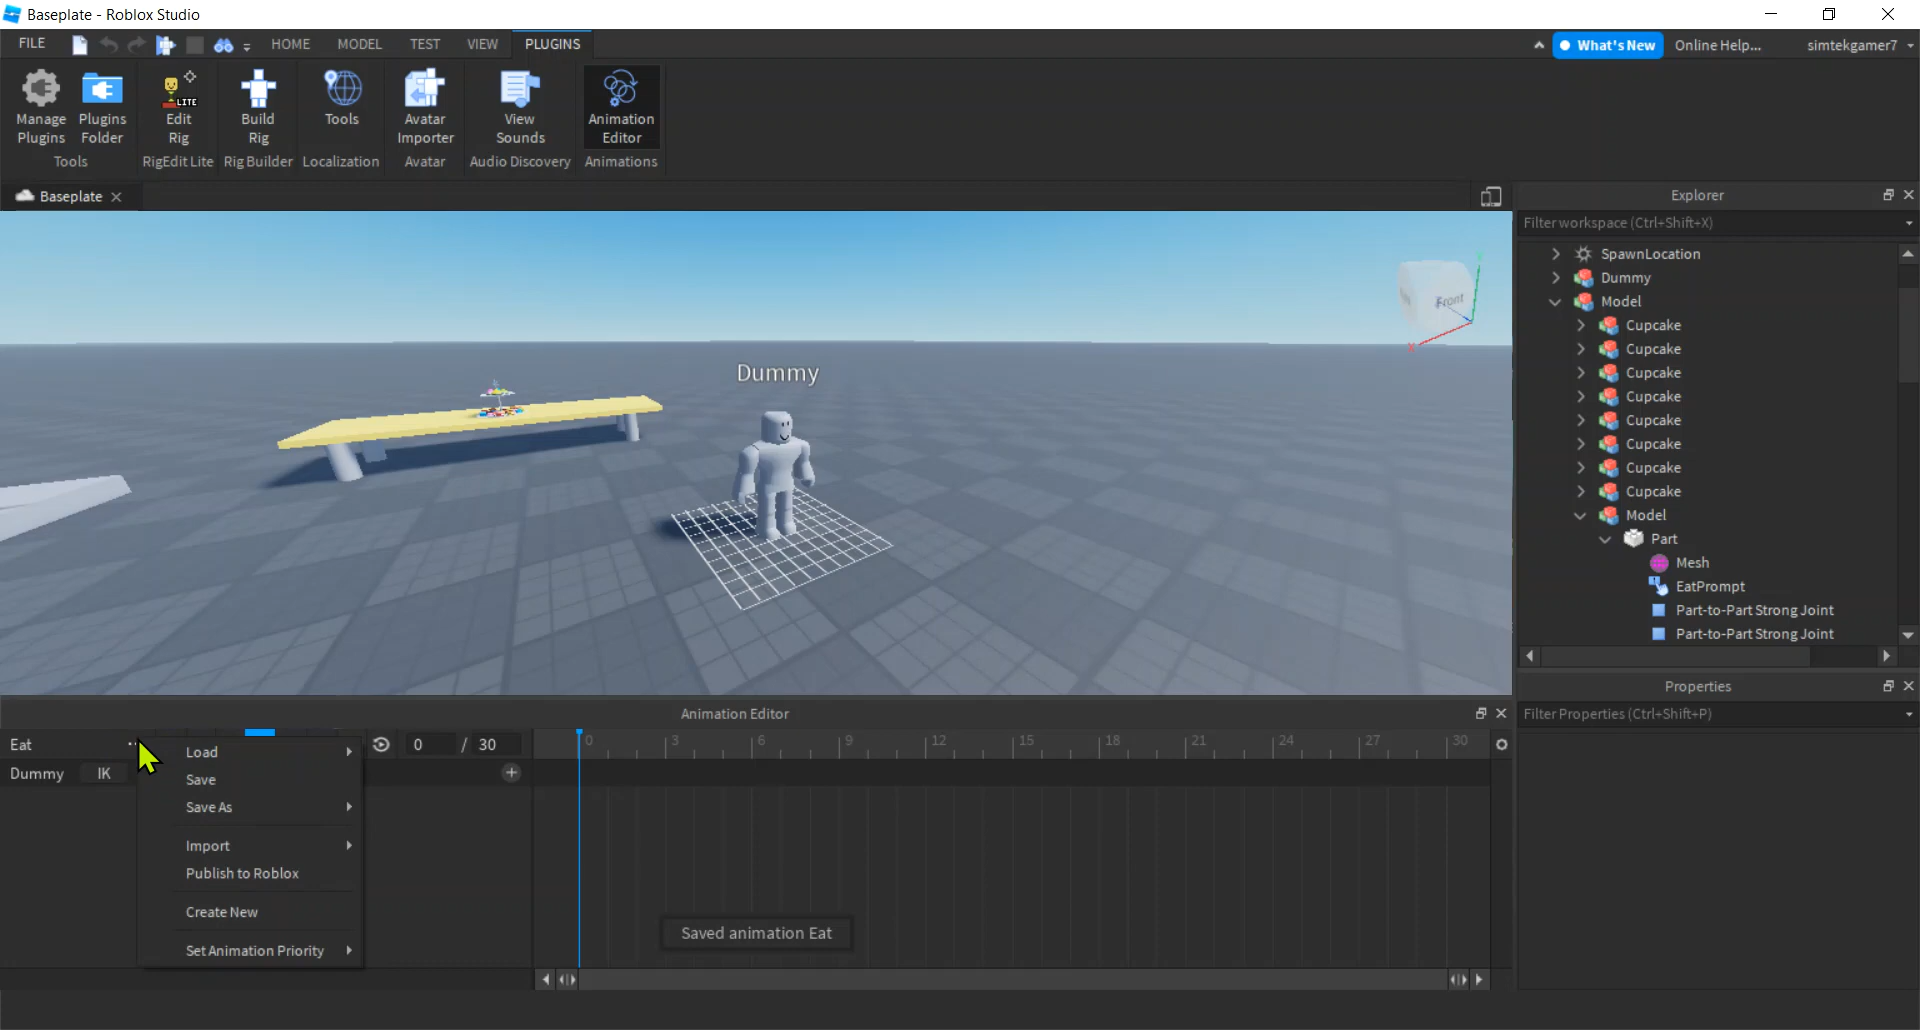 Baseplate - Roblox Studio
FILE
HOME
MODEL
TEST
VIEW
PLUGINS
What's New
Online Help...
simtekgamer7
Manage Plugins
Plugins Folder
LITE
Edit Rig
Build Rig
Tools
Avatar Importer
View Sounds
Animation Editor
Tools
RigEdit Lite
Rig Builder
Localization
Avatar
Audio Discovery
Animations
Baseplate
Explorer
Filter workspace (Ctrl+Shift+X)
SpawnLocation
Dummy
Model
Cupcake
Cupcake
Cupcake
Cupcake
Cupcake
Cupcake
Cupcake
Cupcake
Model
Part
Mesh
EatPrompt
Part-to-Part Strong Joint
Part-to-Part Strong Joint
Front
X
Dummy
Properties
Filter Properties (Ctrl+Shift+P)
Animation Editor
Eat
0 / 30
0 3 6 9 12 15 18 21 24 27 30
Dummy
IK
Load
Save
Save As
Import
Publish to Roblox
Create New
Set Animation Priority
Saved animation Eat